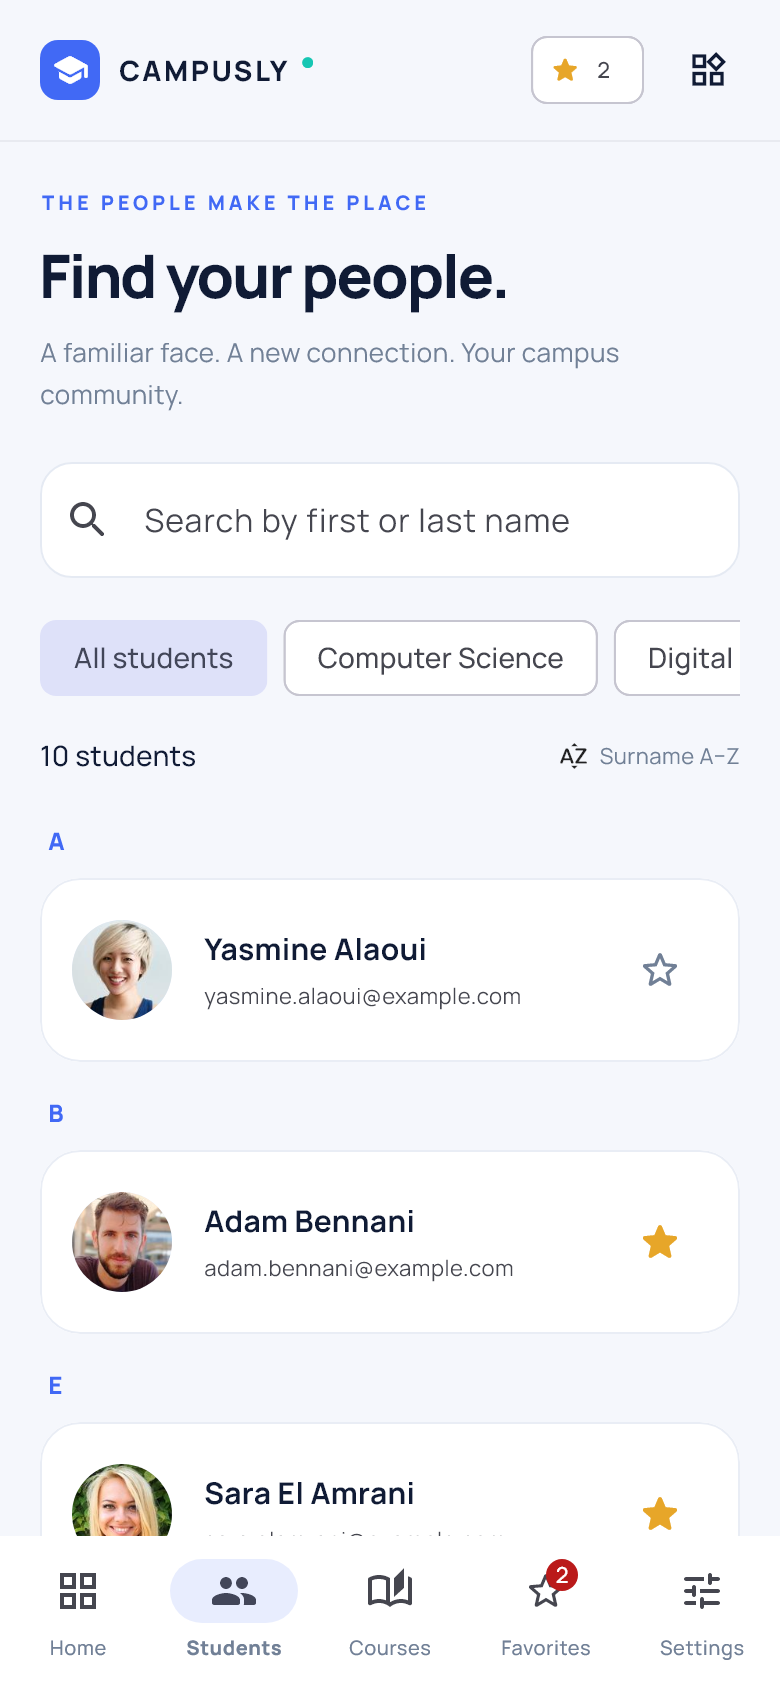 CAMPUSLY
2
THE PEOPLE MAKE THE PLACE
Find your people.
A familiar face. A new connection. Your campus
community.
Search by first or last name
All students
Computer Science
Digital
10 students
AZ Surname A–Z
A
Yasmine Alaoui
yasmine.alaoui@example.com
B
Adam Bennani
adam.bennani@example.com
E
Sara El Amrani
2
Home
Students
Courses
Favorites
Settings